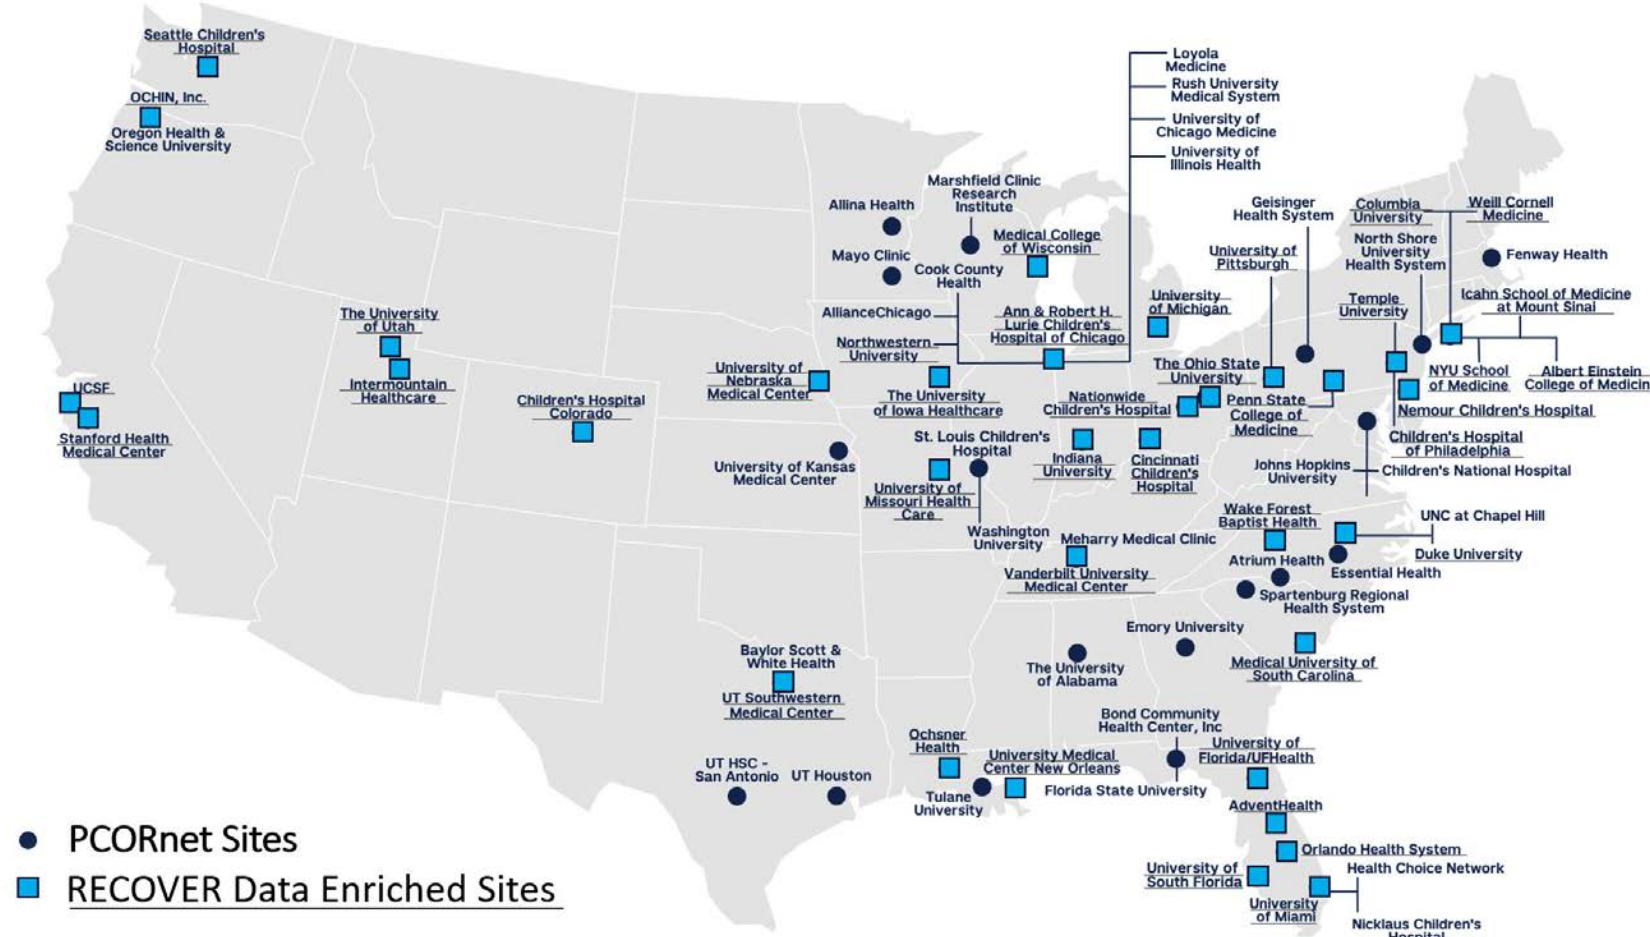 Seattle Children's
Hospital
OCHIN, Inc.
Oregon Health &
Science University
UCSF
Stanford Health
Medical Center
The University
of Utah
Intermountain
Healthcare
Children's Hospital
Colorado
Allina Health
Mayo Clinic
Marshfield Clinic
Research
Institute
Medical College
of Wisconsin
Cook County
Health
AllianceChicago
Northwestern
University
Ann & Robert H.
Lurie Children's
Hospital of Chicago
Loyola
Medicine
Rush University
Medical System
University of
Chicago Medicine
University of
Illinois Health
University
of Michigan
University of
Nebraska
Medical Center
The University
of Iowa Healthcare
University of Kansas
Medical Center
St. Louis Children's
Hospital
University of
Missouri Health
Care
Washington
University
The Ohio State
University
Nationwide
Children's Hospital
Indiana
University
Cincinnati
Children's
Hospital
Geisinger
Health System
University of
Pittsburgh
Penn State
College of
Medicine
Columbia
University
Weill Cornell
Medicine
North Shore
University
Health System
Fenway Health
Temple
University
Icahn School of Medicine
at Mount Sinai
NYU School
of Medicine
Albert Einstein
College of Medicin
Nemour Children's Hospital
Children's Hospital
of Philadelphia
Johns Hopkins
University
Children's National Hospital
Meharry Medical Clinic
Vanderbilt University
Medical Center
Wake Forest
Baptist Health
UNC at Chapel Hill
Duke University
Atrium Health
Essential Health
Spartenburg Regional
Health System
Emory University
The University
of Alabama
Medical University of
South Carolina
Baylor Scott &
White Health
UT Southwestern
Medical Center
UT HSC -
San Antonio
UT Houston
Ochsner
Health
University Medical
Center New Orleans
Tulane
University
Bond Community
Health Center, Inc
Florida State University
University of
Florida/UFHealth
AdventHealth
Orlando Health System
University of
South Florida
Health Choice Network
University
of Miami
Nicklaus Children's
Hospital
PCORnet Sites
RECOVER Data Enriched Sites